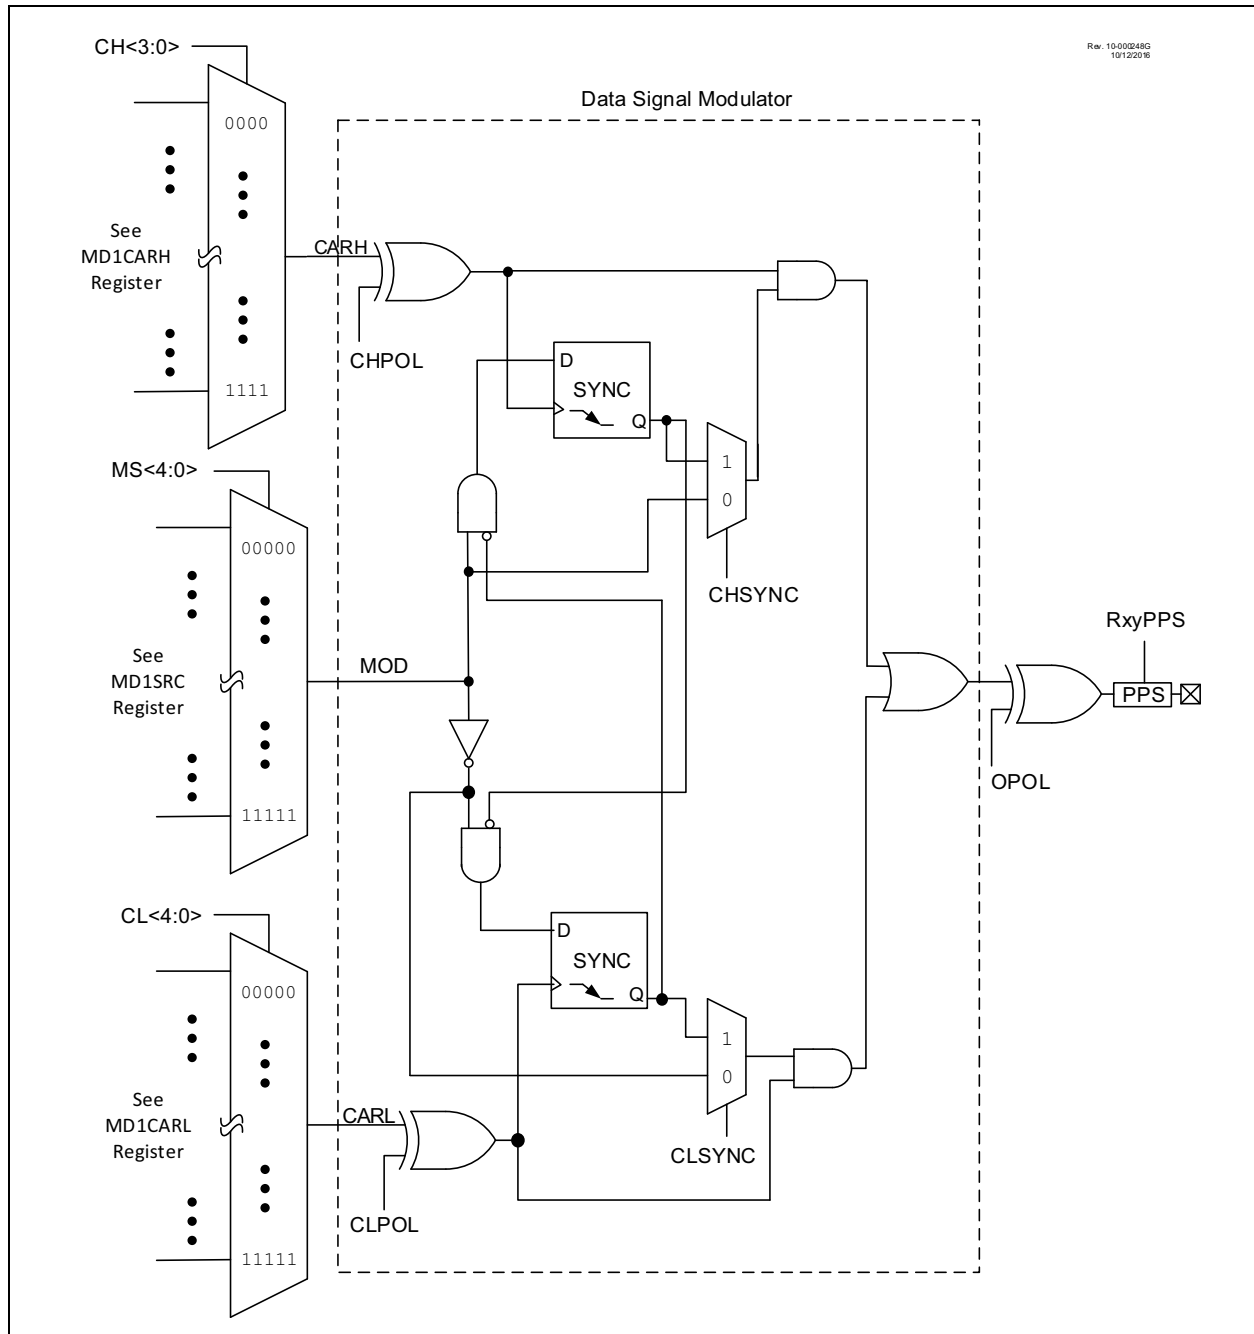 CH<3:0>
Rev. 10-000248G
10/12/2016
Data Signal Modulator
0000
See
MD1CARH
Register
CARH
1111
CHPOL
D
SYNC
Q
1
0
CHSYNC
MS<4:0>
00000
See
MD1SRC
Register
MOD
11111
RxyPPS
PPS
OPOL
CL<4:0>
00000
D
SYNC
Q
1
0
See
MD1CARL
Register
CARL
CLSYNC
CLPOL
11111